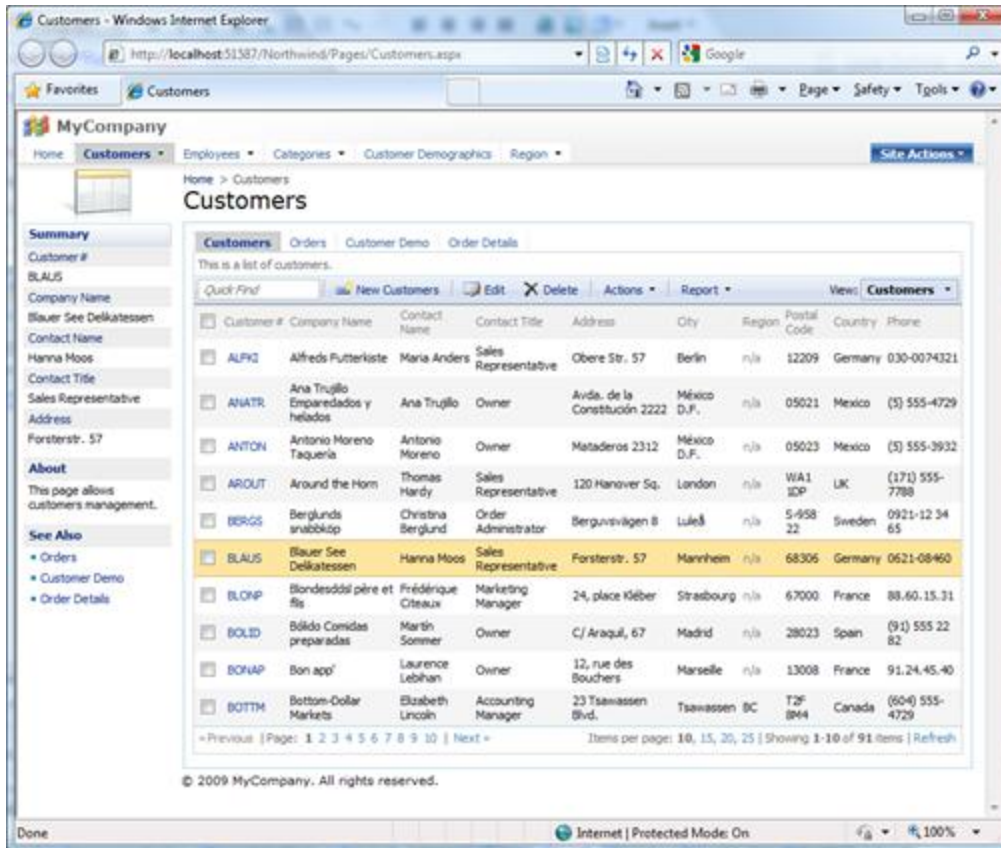 Customers - Windows Internet Explorer
http://localhost:51387/Northwind/Pages/Customers.aspx
Google
Favorites Customers Page Safety Tools
MyCompany
Home Customers Employees Categories Customer Demographics Region Site Actions
Home > Customers
Customers
Summary
Customer #
BLAUS
Company Name
Blauer See Delikatessen
Contact Name
Hanna Moos
Contact Title
Sales Representative
Address
Forsterstr. 57
About
This page allows
customers management.
See Also
Orders
Customer Demo
Order Details
Customers Orders Customer Demo Order Details
This is a list of customers.
Quick Find New Customers Edit Delete Actions Report View: Customers
Customer # Company Name Contact Name Contact Title Address City Region Postal Code Country Phone
ALFKI Alfreds Futterkiste Maria Anders Sales Representative Obere Str. 57 Berlin n/a 12209 Germany 030-0074321
ANATR Ana Trujillo Emparedados y helados Ana Trujillo Owner Avda. de la Constitución 2222 México D.F. n/a 05021 Mexico (5) 555-4729
ANTON Antonio Moreno Taquería Antonio Moreno Owner Mataderos 2312 México D.F. n/a 05023 Mexico (5) 555-3932
AROUT Around the Horn Thomas Hardy Sales Representative 120 Hanover Sq. London n/a WA1 1DP UK (171) 555-7788
BERGS Berglunds snabbköp Christina Berglund Order Administrator Berguvsvägen 8 Luleå n/a S-958 22 Sweden 0921-12 34 65
BLAUS Blauer See Delikatessen Hanna Moos Sales Representative Forsterstr. 57 Mannheim n/a 68306 Germany 0621-08460
BLONP Blondesddsl père et fils Frédérique Citeaux Marketing Manager 24, place Kléber Strasbourg n/a 67000 France 88.60.15.31
BOLID Bólido Comidas preparadas Martín Sommer Owner C/ Araquil, 67 Madrid n/a 28023 Spain (91) 555 22 82
BONAP Bon app' Laurence Lebihan Owner 12, rue des Bouchers Marseille n/a 13008 France 91.24.45.40
BOTTM Bottom-Dollar Markets Elizabeth Lincoln Accounting Manager 23 Tsawassen Blvd. Tsawassen BC T2F 8M4 Canada (604) 555-4729
« Previous | Page: 1 2 3 4 5 6 7 8 9 10 | Next » Items per page: 10, 15, 20, 25 | Showing 1-10 of 91 items | Refresh
© 2009 MyCompany. All rights reserved.
Done Internet | Protected Mode: On 100%